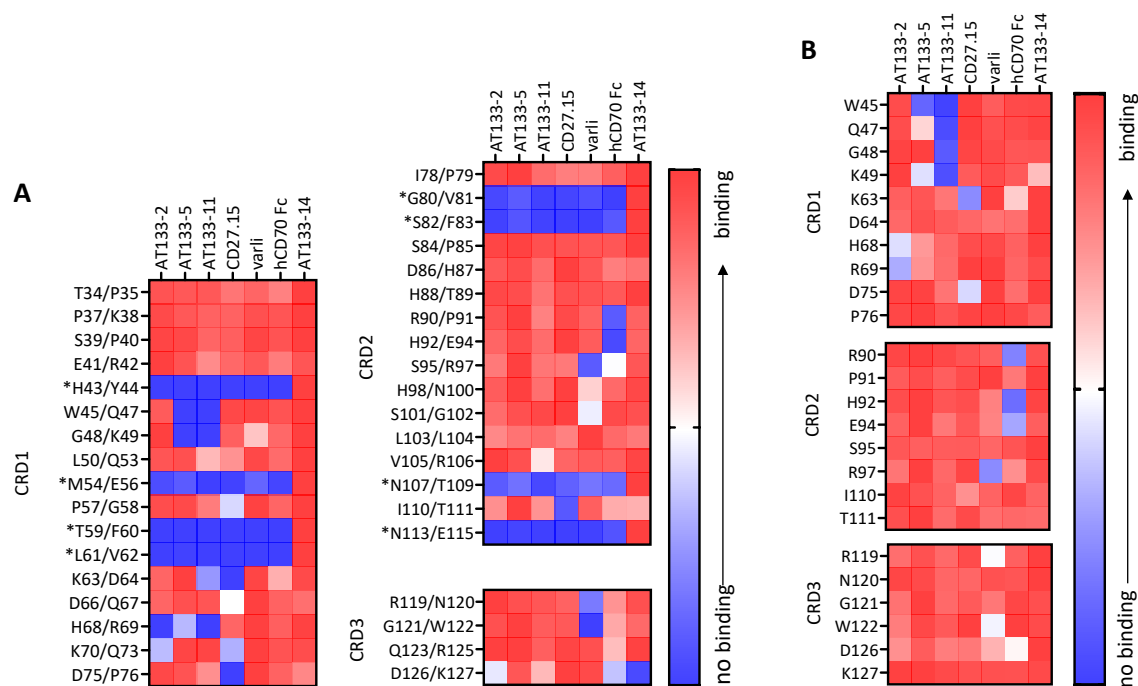 A
AT133-2
AT133-5
AT133-11
CD27.15
varli
hCD70 Fc
AT133-14
CRD1
T34/P35
P37/K38
S39/P40
E41/R42
*H43/Y44
W45/Q47
G48/K49
L50/Q53
*M54/E56
P57/G58
*T59/F60
*L61/V62
K63/D64
D66/Q67
H68/R69
K70/Q73
D75/P76
AT133-2
AT133-5
AT133-11
CD27.15
varli
hCD70 Fc
AT133-14
CRD2
I78/P79
*G80/V81
*S82/F83
S84/P85
D86/H87
H88/T89
R90/P91
H92/E94
S95/R97
H98/N100
S101/G102
L103/L104
V105/R106
*N107/T109
I110/T111
*N113/E115
CRD3
R119/N120
G121/W122
Q123/R125
D126/K127
binding
no binding
B
AT133-2
AT133-5
AT133-11
CD27.15
varli
hCD70 Fc
AT133-14
CRD1
W45
Q47
G48
K49
K63
D64
H68
R69
D75
P76
CRD2
R90
P91
H92
E94
S95
R97
I110
T111
CRD3
R119
N120
G121
W122
D126
K127
binding
no binding